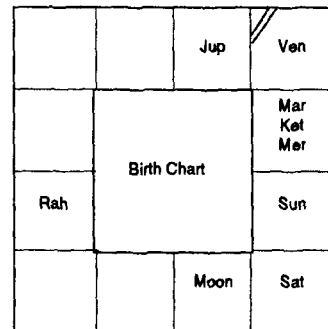 Jup
Ven
Mar
Ket
Mer
Birth Chart
Rah
Sun
Moon
Sat